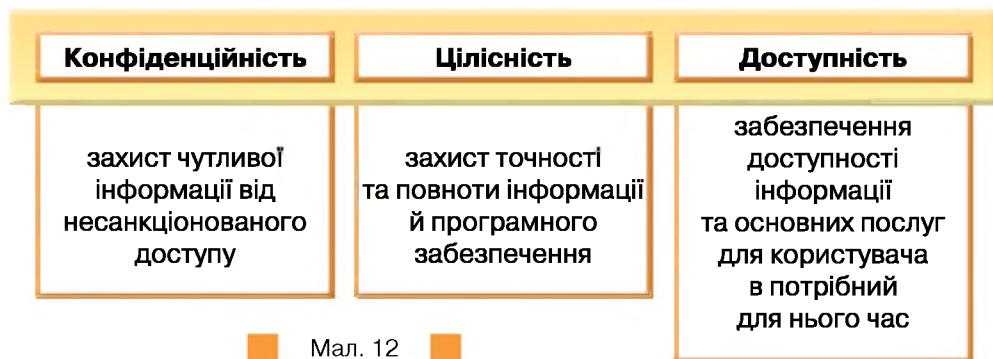 Конфіденційність
захист чутливої
інформації від
несанкціонованого
доступу
Цілісність
захист точності
та повноти інформації
й програмного
забезпечення
Доступність
забезпечення
доступності
інформації
та основних послуг
для користувача
в потрібний
для нього час
Мал. 12